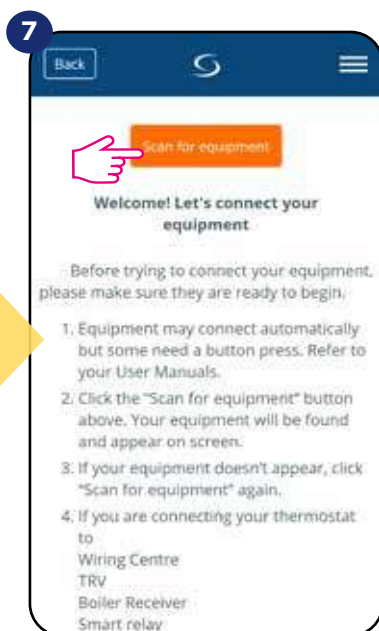 7
Back
Scan for equipment
Welcome! Let's connect your
equipment
Before trying to connect your equipment,
please make sure they are ready to begin.
1. Equipment may connect automatically
but some need a button press. Refer to
your User Manuals.
2. Click the "Scan for equipment" button
above. Your equipment will be found
and appear on screen.
3. If your equipment doesn't appear, click
"Scan for equipment" again.
4. If you are connecting your thermostat
to
Wiring Centre
TRV
Boiler Receiver
Smart relay